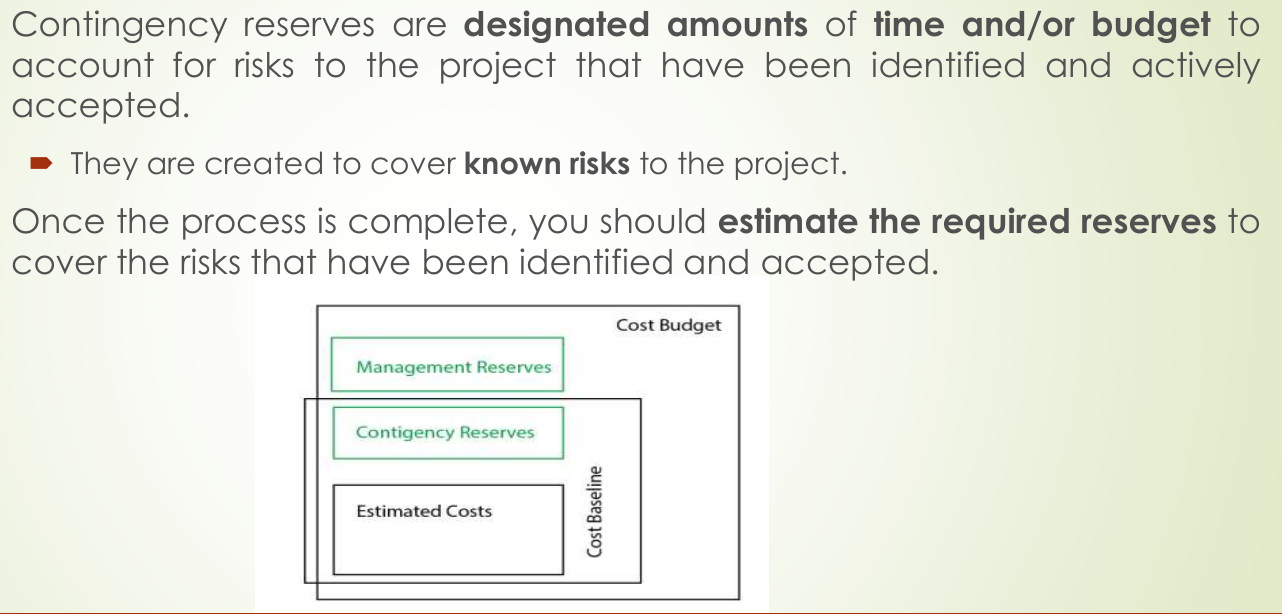 Contingency reserves are designated amounts of time and/or budget to
account for risks to the project that have been identified and actively
accepted.
They are created to cover known risks to the project.
Once the process is complete, you should estimate the required reserves to
cover the risks that have been identified and accepted.
Cost Budget
Management Reserves
Contigency Reserves
Estimated Costs
Cost Baseline